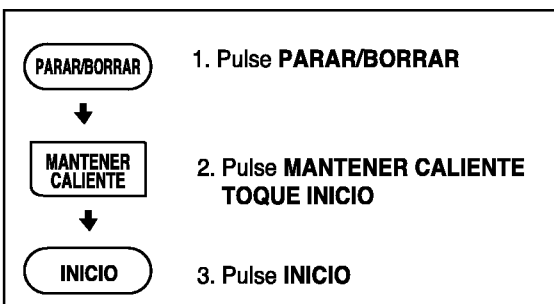 PARAR/BORRAR
1. Pulse PARAR/BORRAR
MANTENER
CALIENTE
2. Pulse MANTENER CALIENTE
TOQUE INICIO
INICIO
3. Pulse INICIO